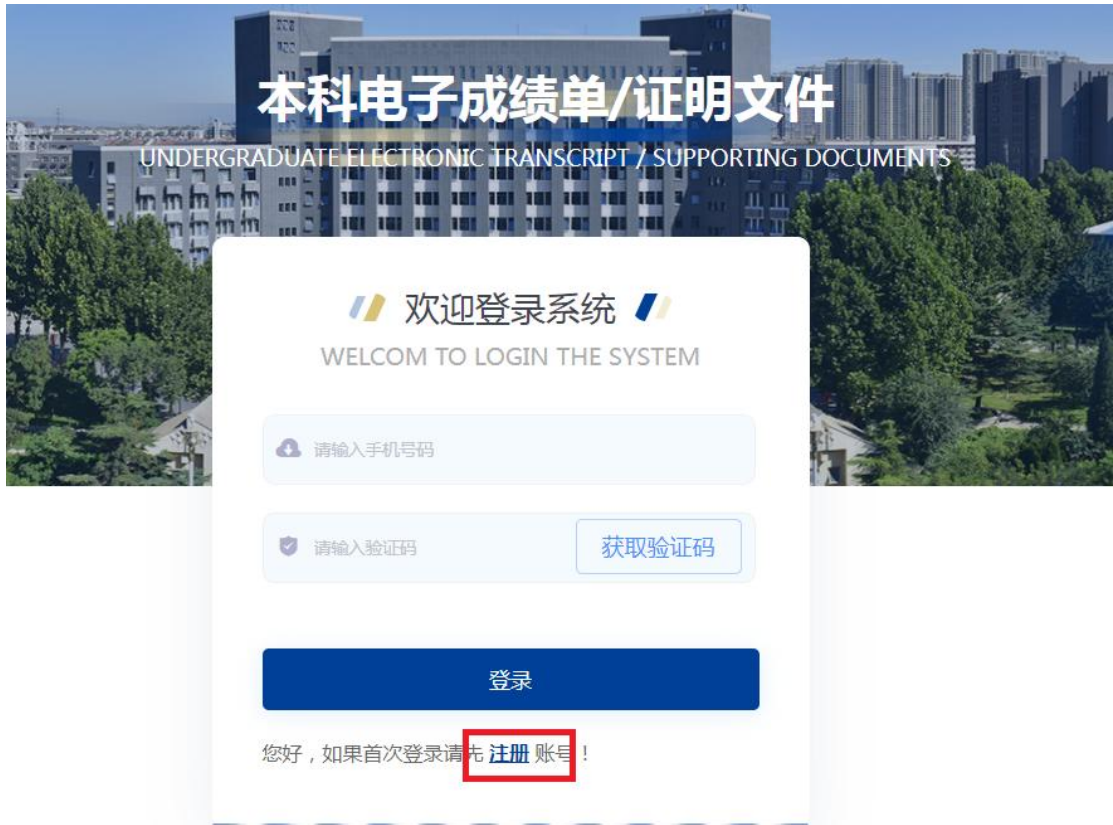 本科电子成绩单/证明文件
UNDERGRADUATE ELECTRONIC TRANSCRIPT / SUPPORTING DOCUMENTS
欢迎登录系统
WELCOM TO LOGIN THE SYSTEM
请输入手机号码
请输入验证码 获取验证码
登录
您好，如果首次登录请先 注册 账号！